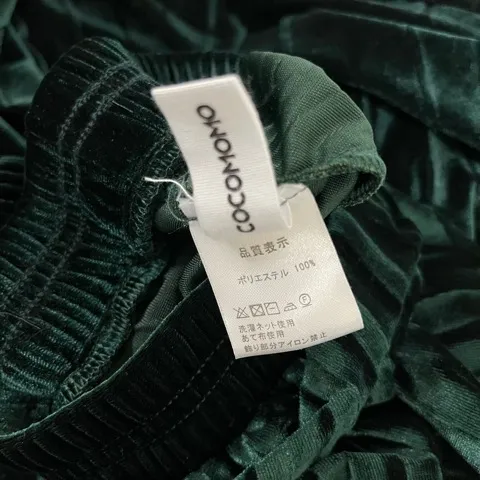 COCOMOMO
品質表示
ポリエステル 100%
洗濯ネット使用
あて布使用
飾り部分アイロン禁止